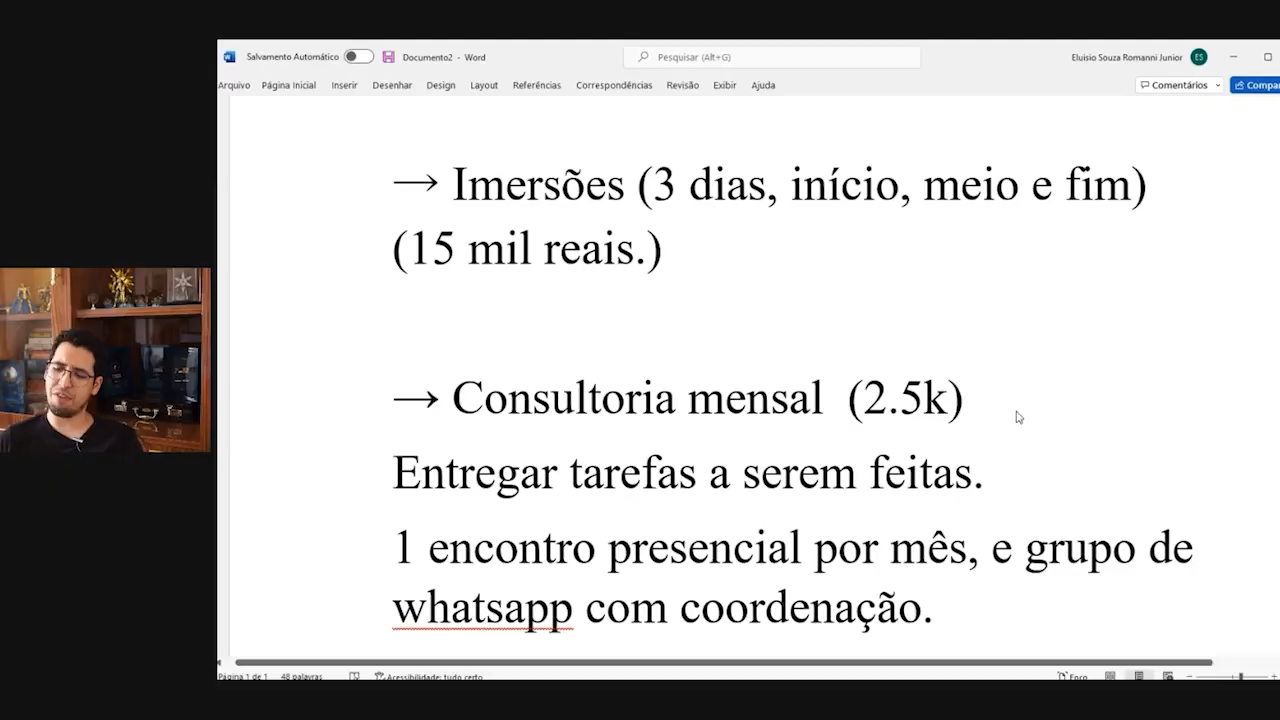 Salvamento Automático
Documento2 - Word
Pesquisar (Alt+G)
Eluisio Souza Romanni Junior
ES
Arquivo Página Inicial Inserir Desenhar Design Layout Referências Correspondências Revisão Exibir Ajuda
Comentários
Compar
→ Imersões (3 dias, início, meio e fim)
(15 mil reais.)
→ Consultoria mensal (2.5k)
Entregar tarefas a serem feitas.
1 encontro presencial por mês, e grupo de
whatsapp com coordenação.
Página 1 de 1 48 palavras Acessibilidade: tudo certo Foco